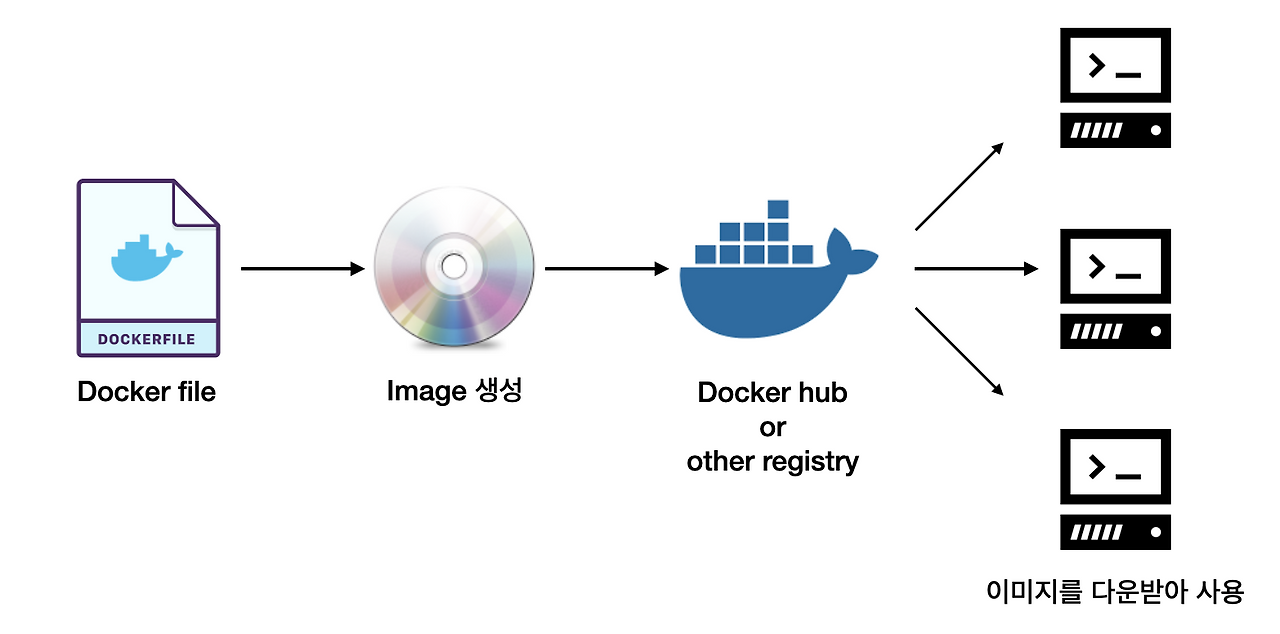 DOCKERFILE
Docker file
Image 생성
Docker hub
or
other registry
>_
>_
>_
이미지를 다운받아 사용